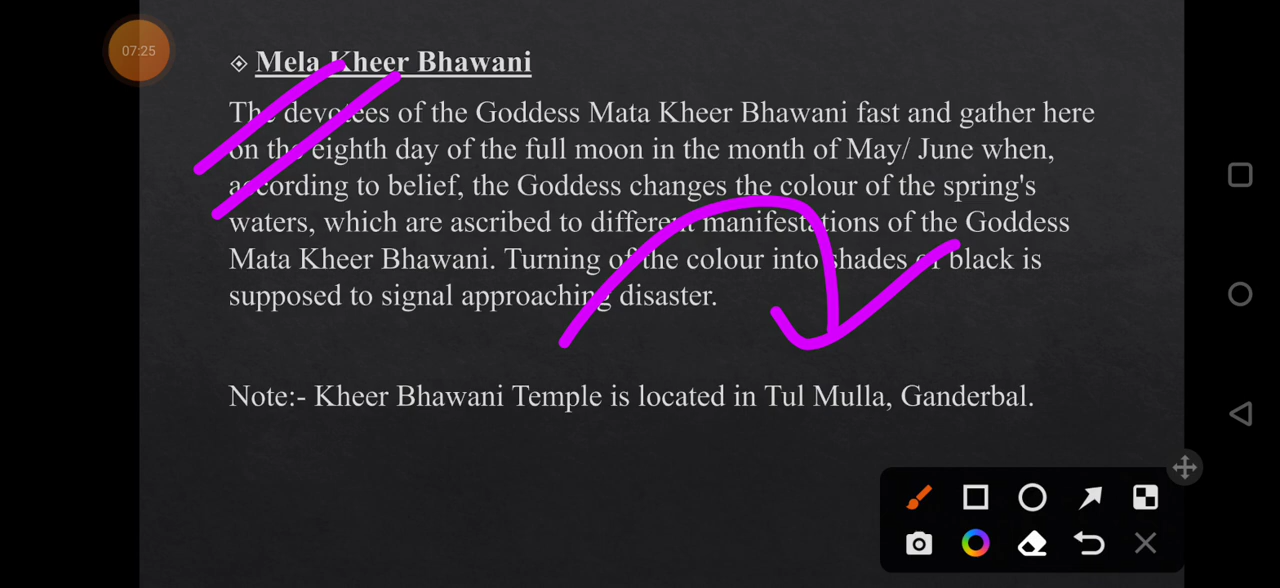 07:25
Mela Kheer Bhawani
The devotees of the Goddess Mata Kheer Bhawani fast and gather here
on the eighth day of the full moon in the month of May/ June when,
according to belief, the Goddess changes the colour of the spring's
waters, which are ascribed to different manifestations of the Goddess
Mata Kheer Bhawani. Turning of the colour into shades of black is
supposed to signal approaching disaster.
Note:- Kheer Bhawani Temple is located in Tul Mulla, Ganderbal.